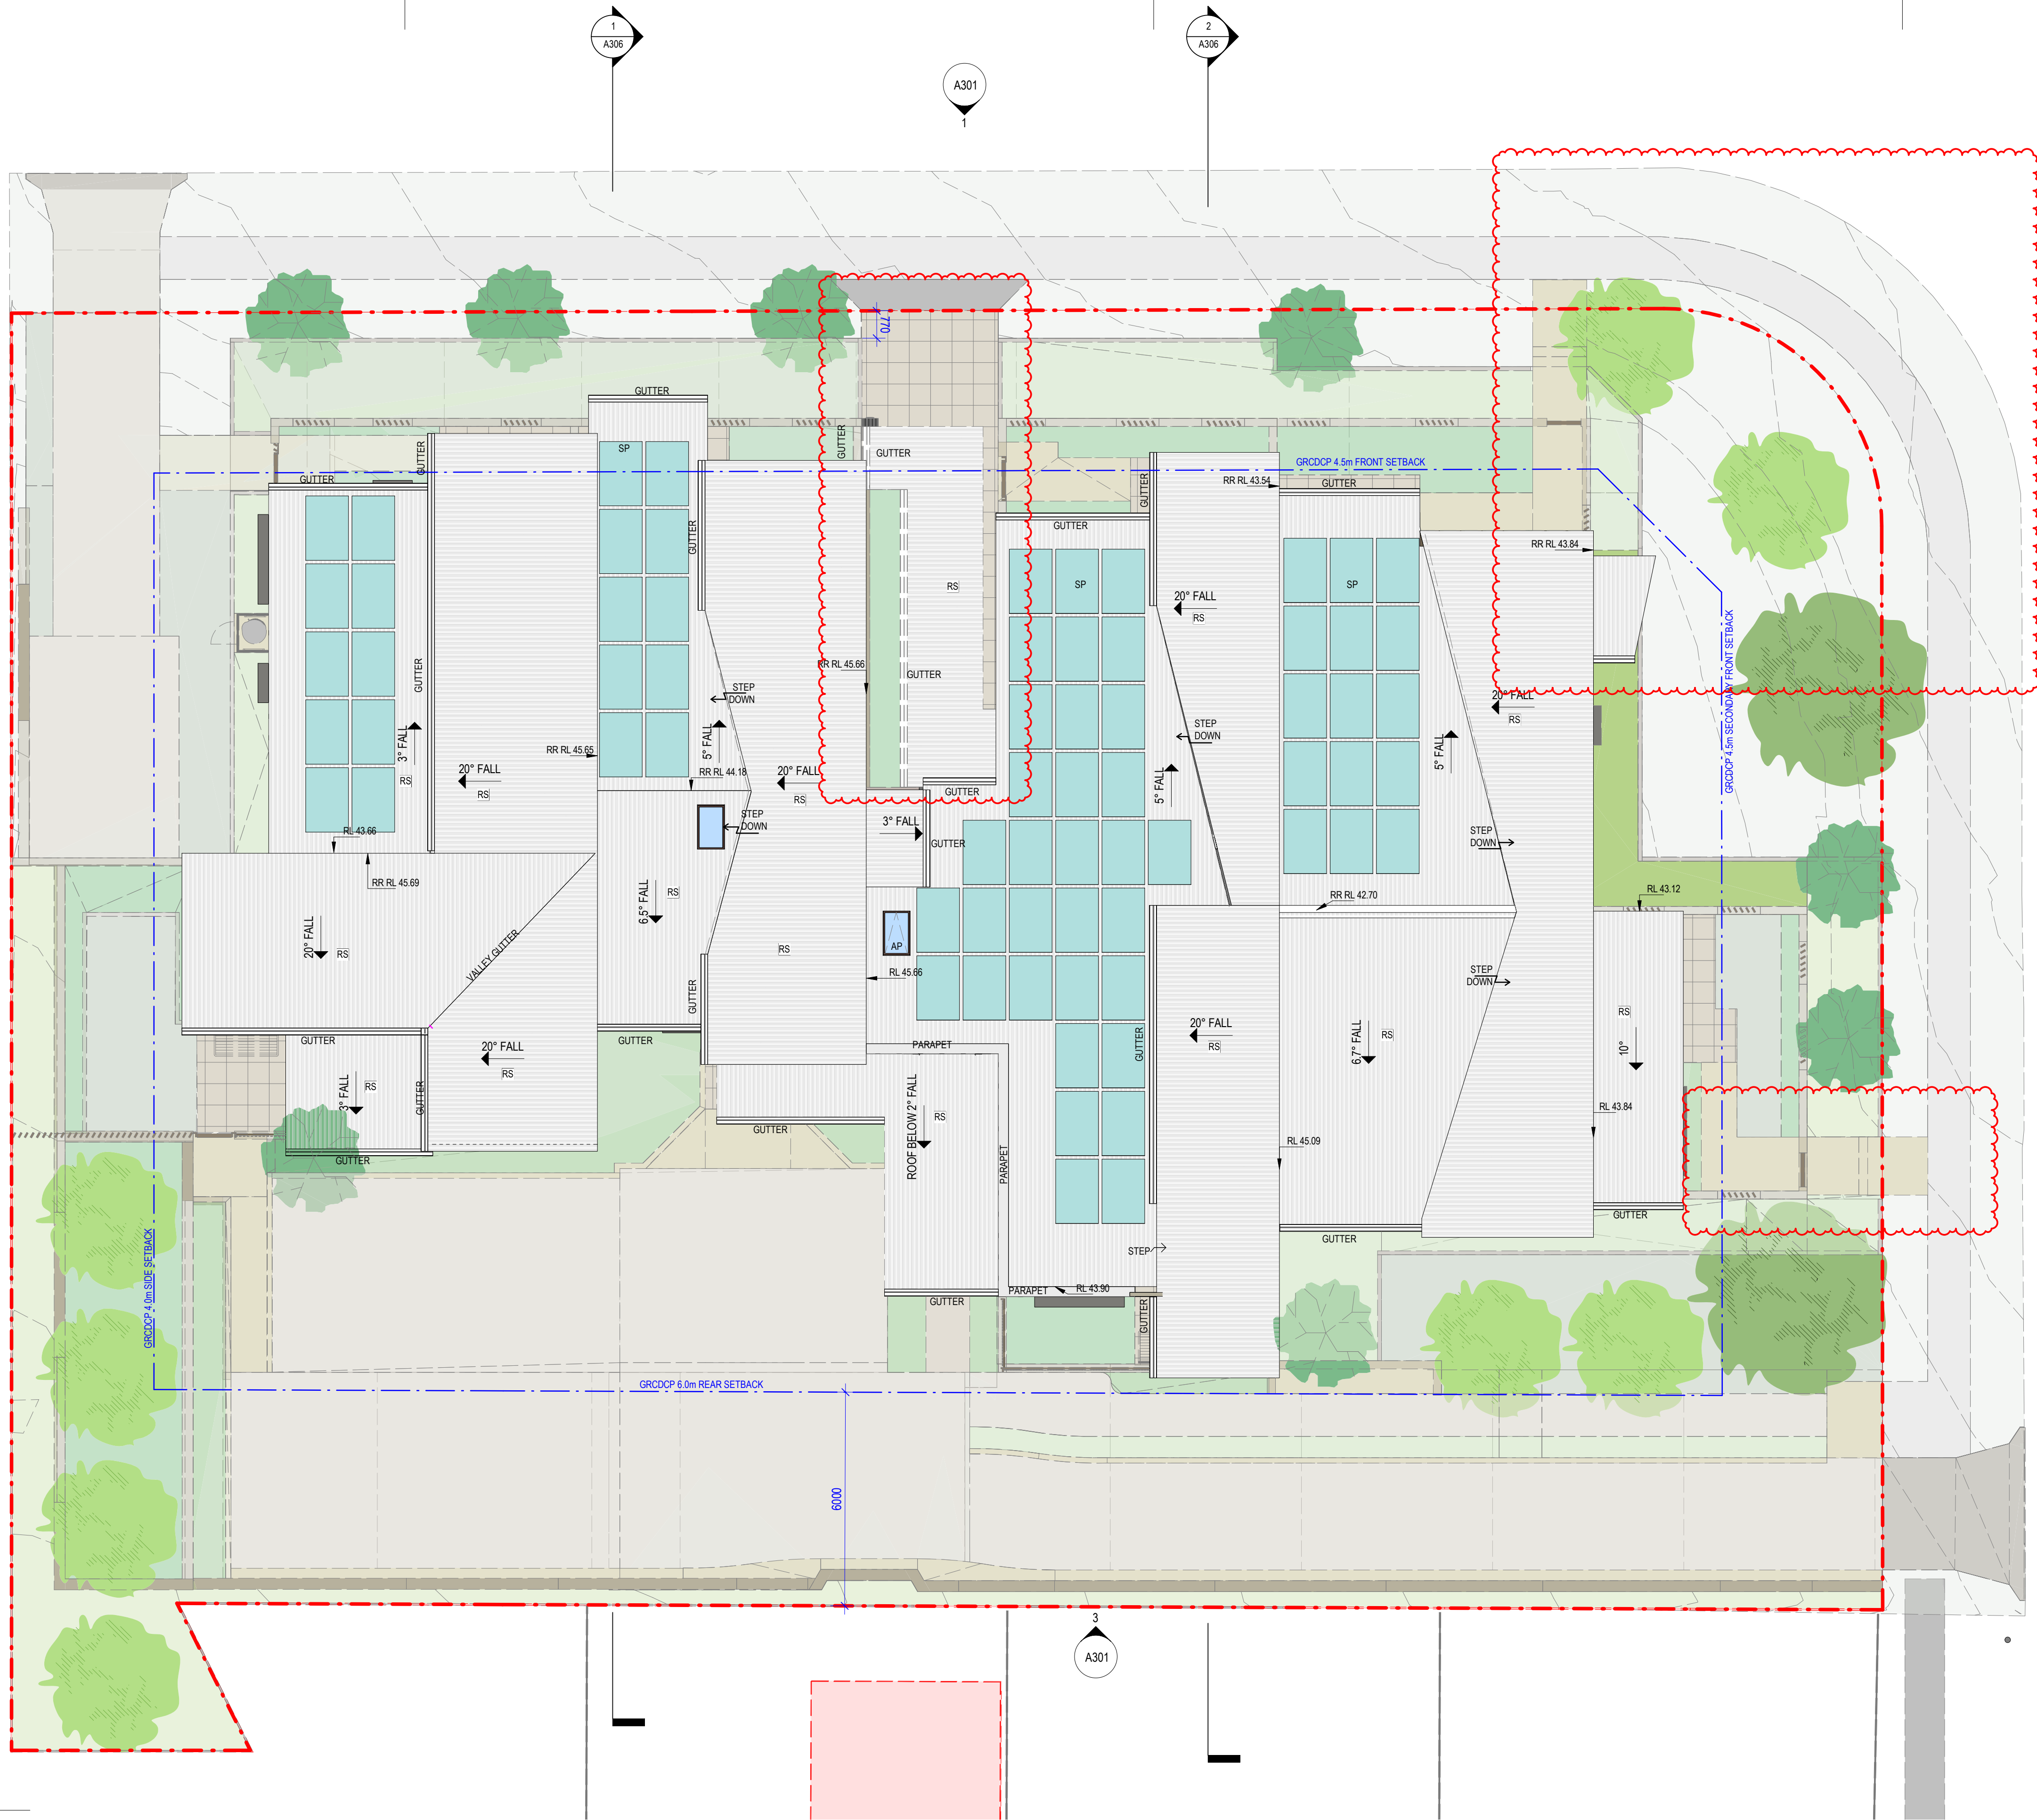 1
A306
2
A306
A301
1
770
GUTTER
GUTTER
GUTTER
GUTTER
SP
GUTTER
GRCDCP 4.5m FRONT SETBACK
GUTTER
GUTTER
RR RL 43.54
GUTTER
GUTTER
GUTTER
RR RL 43.84
SP
SP
RS
20° FALL
RS
GUTTER
RR RL 45.66
GUTTER
STEP
DOWN
20° FALL
RS
GRCDCP 4.5m SECONDARY FRONT SETBACK
STEP
DOWN
3° FALL
RS
RR RL 45.65
5° FALL
20° FALL
RS
RR RL 44.18
20° FALL
RS
5° FALL
5° FALL
GUTTER
STEP
DOWN
3° FALL
GUTTER
RL 43.66
STEP
DOWN
RR RL 45.69
6.5° FALL
RS
RR RL 42.70
RL 43.12
20° FALL
RS
VALLEY GUTTER
RS
AP
RL 45.66
GUTTER
STEP
DOWN
20° FALL
RS
6.7° FALL
RS
RS
10°
GUTTER
20° FALL
RS
GUTTER
PARAPET
GUTTER
3° FALL
RS
GUTTER
ROOF BELOW 2° FALL
RS
RL 43.84
GUTTER
PARAPET
RL 45.09
GUTTER
GUTTER
GRCDCP 4.0m SIDE SETBACK
STEP
GUTTER
PARAPET
RL 43.90
GUTTER
GUTTER
GRCDCP 6.0m REAR SETBACK
6000
3
A301